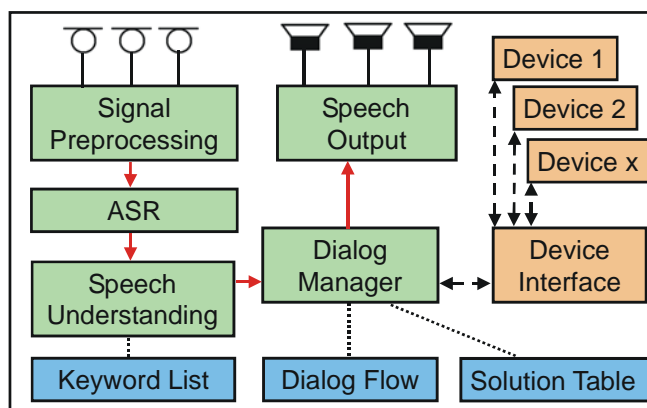 Signal
Preprocessing
Speech
Output
Device 1
Device 2
Device x
ASR
Speech
Understanding
Dialog
Manager
Device
Interface
Keyword List
Dialog Flow
Solution Table